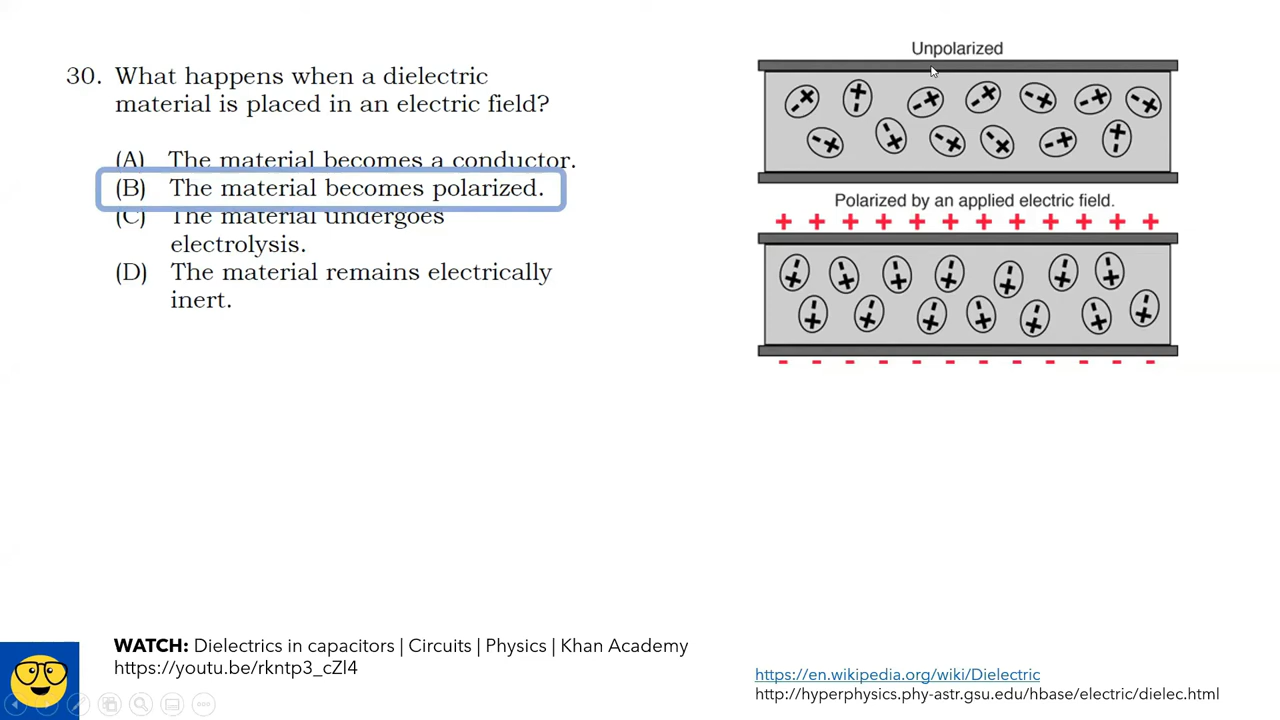 30. What happens when a dielectric
material is placed in an electric field?
(A) The material becomes a conductor.
(B) The material becomes polarized.
(C) The material undergoes
electrolysis.
(D) The material remains electrically
inert.
Unpolarized
Polarized by an applied electric field.
+ + + + + + + + + + + +
- - - - - - - - - - - -
WATCH: Dielectrics in capacitors | Circuits | Physics | Khan Academy
https://youtu.be/rkntp3_cZl4
https://en.wikipedia.org/wiki/Dielectric
http://hyperphysics.phy-astr.gsu.edu/hbase/electric/dielec.html